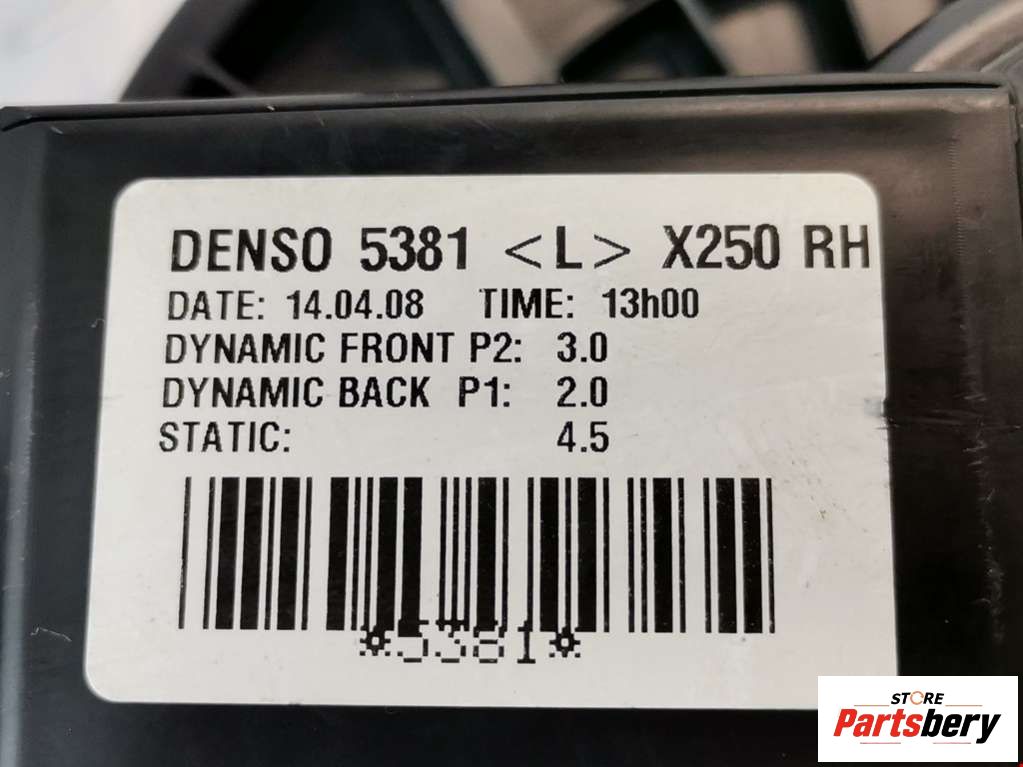 DENSO 5381 <L> X250 RH
DATE: 14.04.08 TIME: 13h00
DYNAMIC FRONT P2: 3.0
DYNAMIC BACK P1: 2.0
STATIC: 4.5
*5381*
STORE
Partsbery